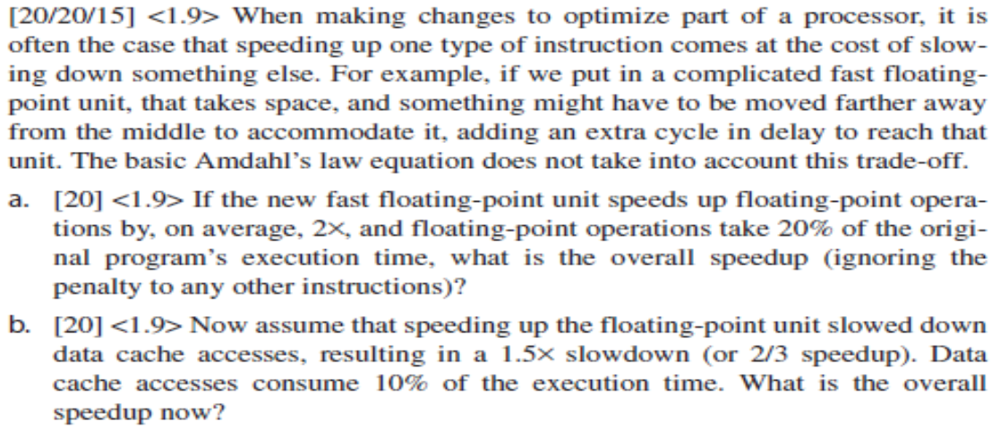 [20/20/15] <1.9> When making changes to optimize part of a processor, it is
often the case that speeding up one type of instruction comes at the cost of slow-
ing down something else. For example, if we put in a complicated fast floating-
point unit, that takes space, and something might have to be moved farther away
from the middle to accommodate it, adding an extra cycle in delay to reach that
unit. The basic Amdahl's law equation does not take into account this trade-off.
a. [20] <1.9> If the new fast floating-point unit speeds up floating-point opera-
tions by, on average, 2×, and floating-point operations take 20% of the origi-
nal program's execution time, what is the overall speedup (ignoring the
penalty to any other instructions)?
b. [20] <1.9> Now assume that speeding up the floating-point unit slowed down
data cache accesses, resulting in a 1.5× slowdown (or 2/3 speedup). Data
cache accesses consume 10% of the execution time. What is the overall
speedup now?